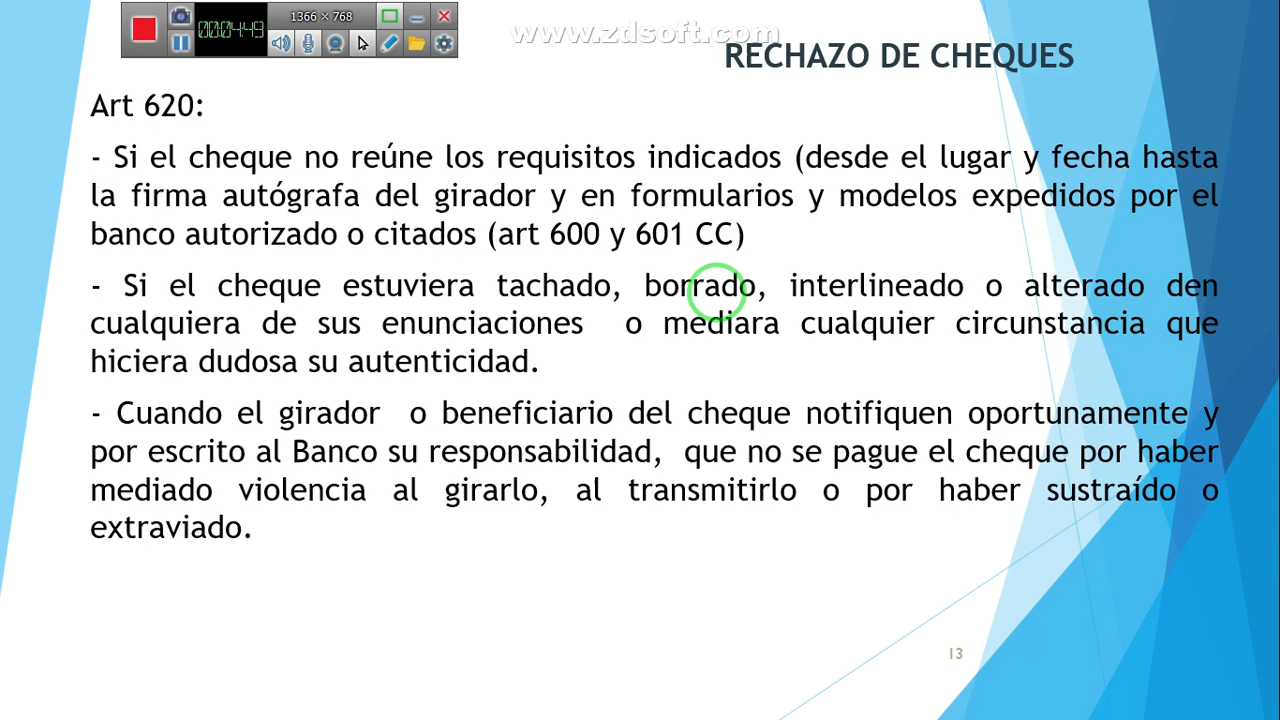 1366 × 768
00:04:49
www.zdsoft.com
RECHAZO DE CHEQUES
Art 620:
- Si el cheque no reúne los requisitos indicados (desde el lugar y fecha hasta
la firma autógrafa del girador y en formularios y modelos expedidos por el
banco autorizado o citados (art 600 y 601 CC)
- Si el cheque estuviera tachado, borrado, interlineado o alterado den
cualquiera de sus enunciaciones o mediara cualquier circunstancia que
hiciera dudosa su autenticidad.
- Cuando el girador o beneficiario del cheque notifiquen oportunamente y
por escrito al Banco su responsabilidad, que no se pague el cheque por haber
mediado violencia al girarlo, al transmitirlo o por haber sustraído o
extraviado.
13